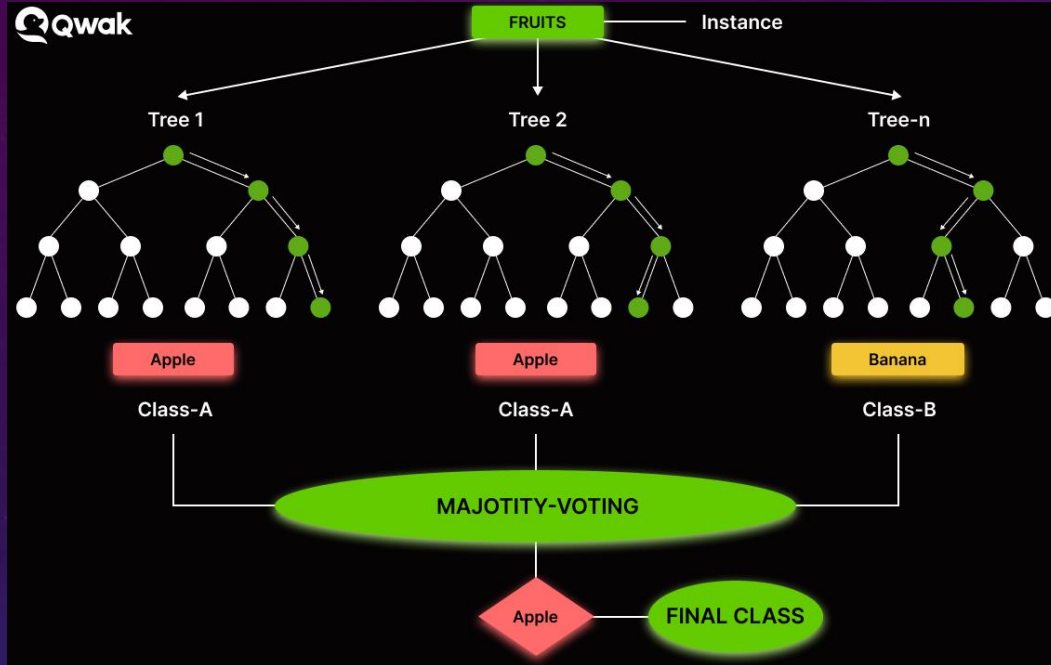 Qwak
FRUITS
Instance
Tree 1
Tree 2
Tree-n
Apple
Apple
Banana
Class-A
Class-A
Class-B
MAJOTITY-VOTING
Apple
FINAL CLASS